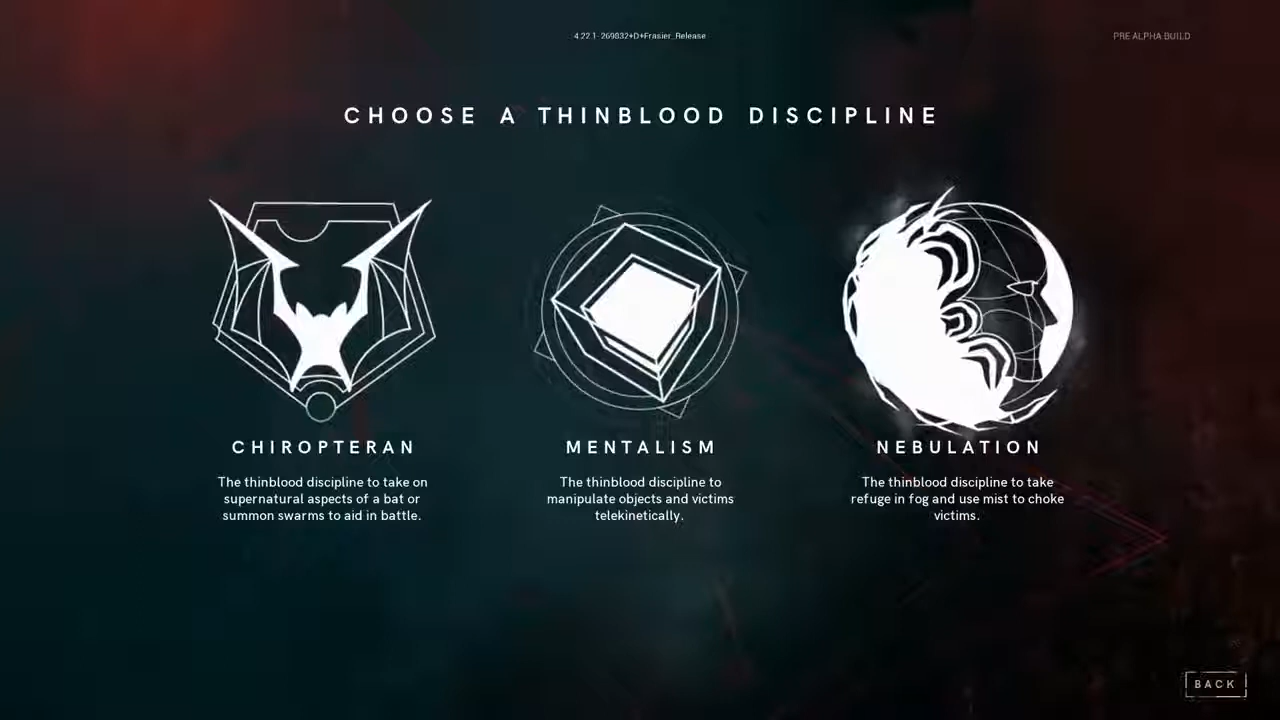 4.22.1-269832+D+Frasier_Release
PRE ALPHA BUILD
CHOOSE A THINBLOOD DISCIPLINE
CHIROPTERAN
The thinblood discipline to take on
supernatural aspects of a bat or
summon swarms to aid in battle.
MENTALISM
The thinblood discipline to
manipulate objects and victims
telekinetically.
NEBULATION
The thinblood discipline to take
refuge in fog and use mist to choke
victims.
BACK